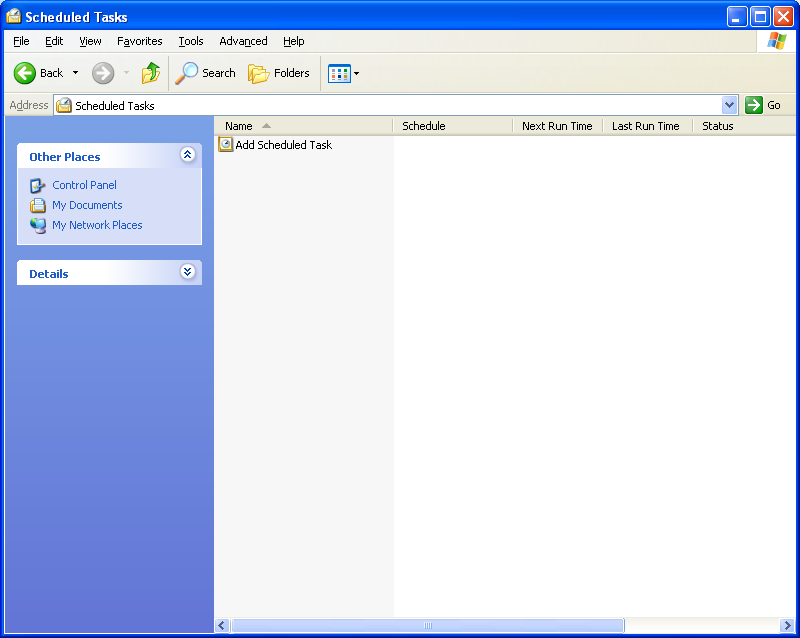 Scheduled Tasks
File Edit View Favorites Tools Advanced Help
Back Search Folders
Address Scheduled Tasks Go
Name Schedule Next Run Time Last Run Time Status
Add Scheduled Task
Other Places
Control Panel
My Documents
My Network Places
Details